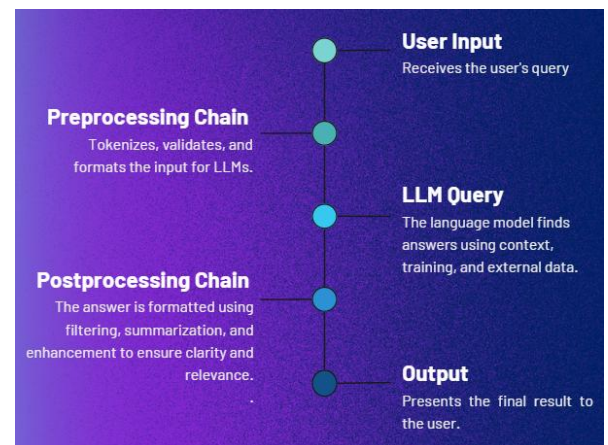 User Input
Receives the user's query
Preprocessing Chain
Tokenizes, validates, and
formats the input for LLMs.
LLM Query
The language model finds
answers using context,
training, and external data.
Postprocessing Chain
The answer is formatted using
filtering, summarization, and
enhancement to ensure clarity and
relevance.
.
Output
Presents the final result to
the user.